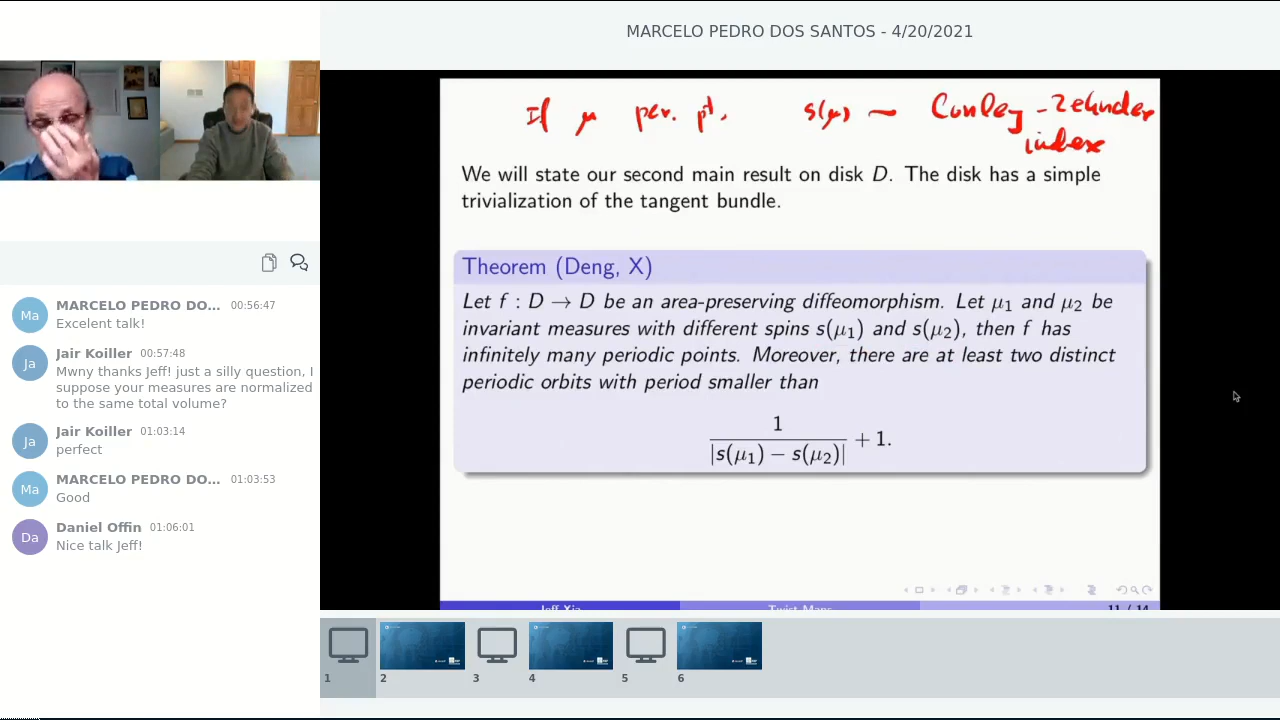 MARCELO PEDRO DOS SANTOS - 4/20/2021
If μ per. pt. s(μ) ~ Conley-Zehnder
index
We will state our second main result on disk D. The disk has a simple
trivialization of the tangent bundle.
Theorem (Deng, X)
Let f : D → D be an area-preserving diffeomorphism. Let μ₁ and μ₂ be
invariant measures with different spins s(μ₁) and s(μ₂), then f has
infinitely many periodic points. Moreover, there are at least two distinct
periodic orbits with period smaller than
1
|s(μ₁) − s(μ₂)| + 1.
Jeff Xia Twist Maps 11 / 14
Ma MARCELO PEDRO DO... 00:56:47
Excelent talk!
Ja Jair Koiller 00:57:48
Mwny thanks Jeff! just a silly question, I
suppose your measures are normalized
to the same total volume?
Ja Jair Koiller 01:03:14
perfect
Ma MARCELO PEDRO DO... 01:03:53
Good
Da Daniel Offin 01:06:01
Nice talk Jeff!
1 2 3 4 5 6